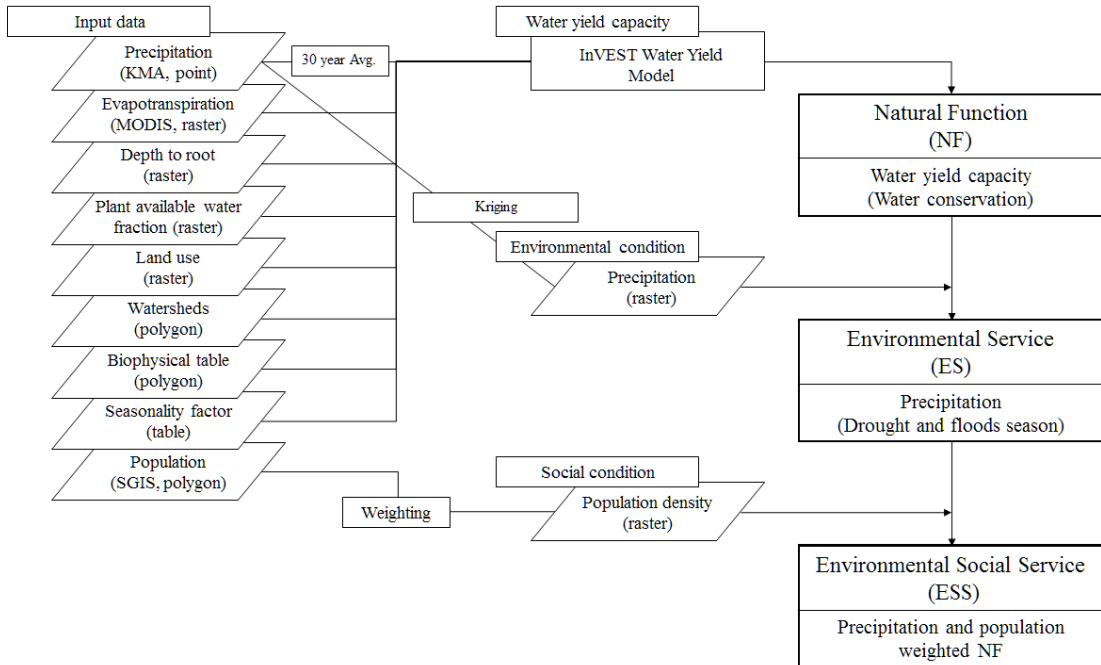 Input data
Precipitation
(KMA, point)
Evapotranspiration
(MODIS, raster)
Depth to root
(raster)
Plant available water
fraction (raster)
Land use
(raster)
Watersheds
(polygon)
Biophysical table
(polygon)
Seasonality factor
(table)
Population
(SGIS, polygon)
30 year Avg.
Kriging
Weighting
Water yield capacity
InVEST Water Yield
Model
Environmental condition
Precipitation
(raster)
Social condition
Population density
(raster)
Natural Function
(NF)
Water yield capacity
(Water conservation)
Environmental Service
(ES)
Precipitation
(Drought and floods season)
Environmental Social Service
(ESS)
Precipitation and population
weighted NF